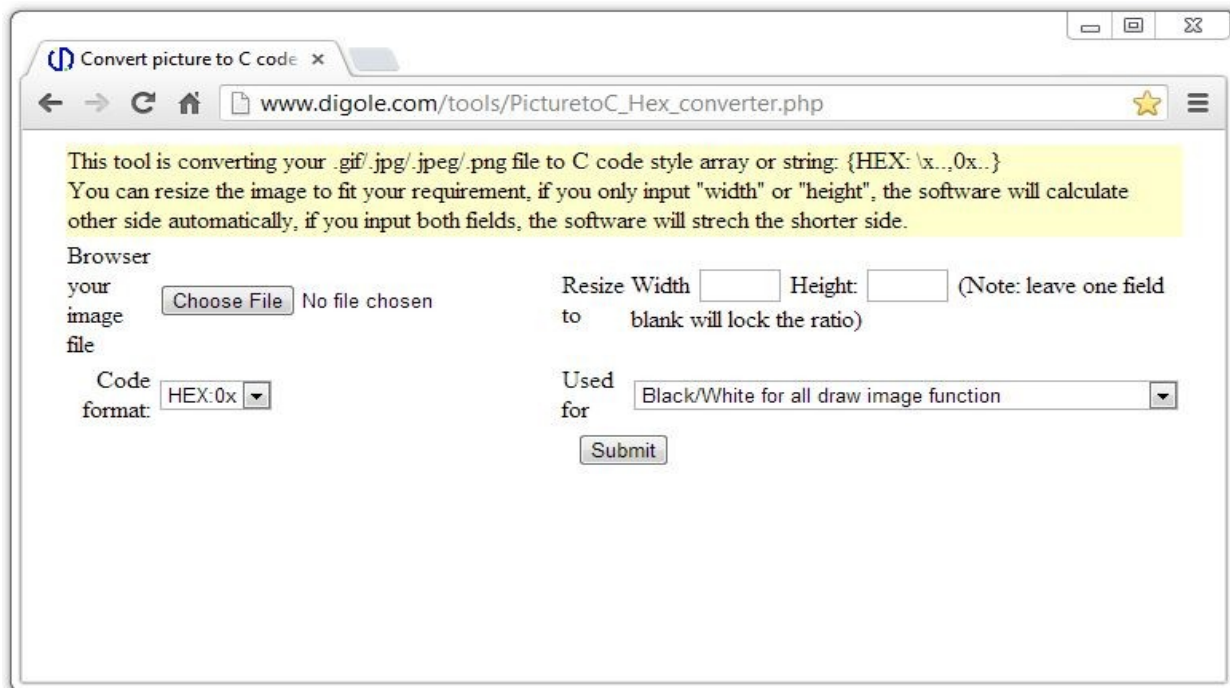 Convert picture to C code
www.digole.com/tools/PicturetoC_Hex_converter.php
This tool is converting your .gif/.jpg/.jpeg/.png file to C code style array or string: {HEX: \x..,0x..}
You can resize the image to fit your requirement, if you only input "width" or "height", the software will calculate
other side automatically, if you input both fields, the software will strech the shorter side.
Browser
your
image
file
Choose File No file chosen
Resize
to
Width Height: (Note: leave one field
blank will lock the ratio)
Code
format:
HEX:0x
Used
for
Black/White for all draw image function
Submit